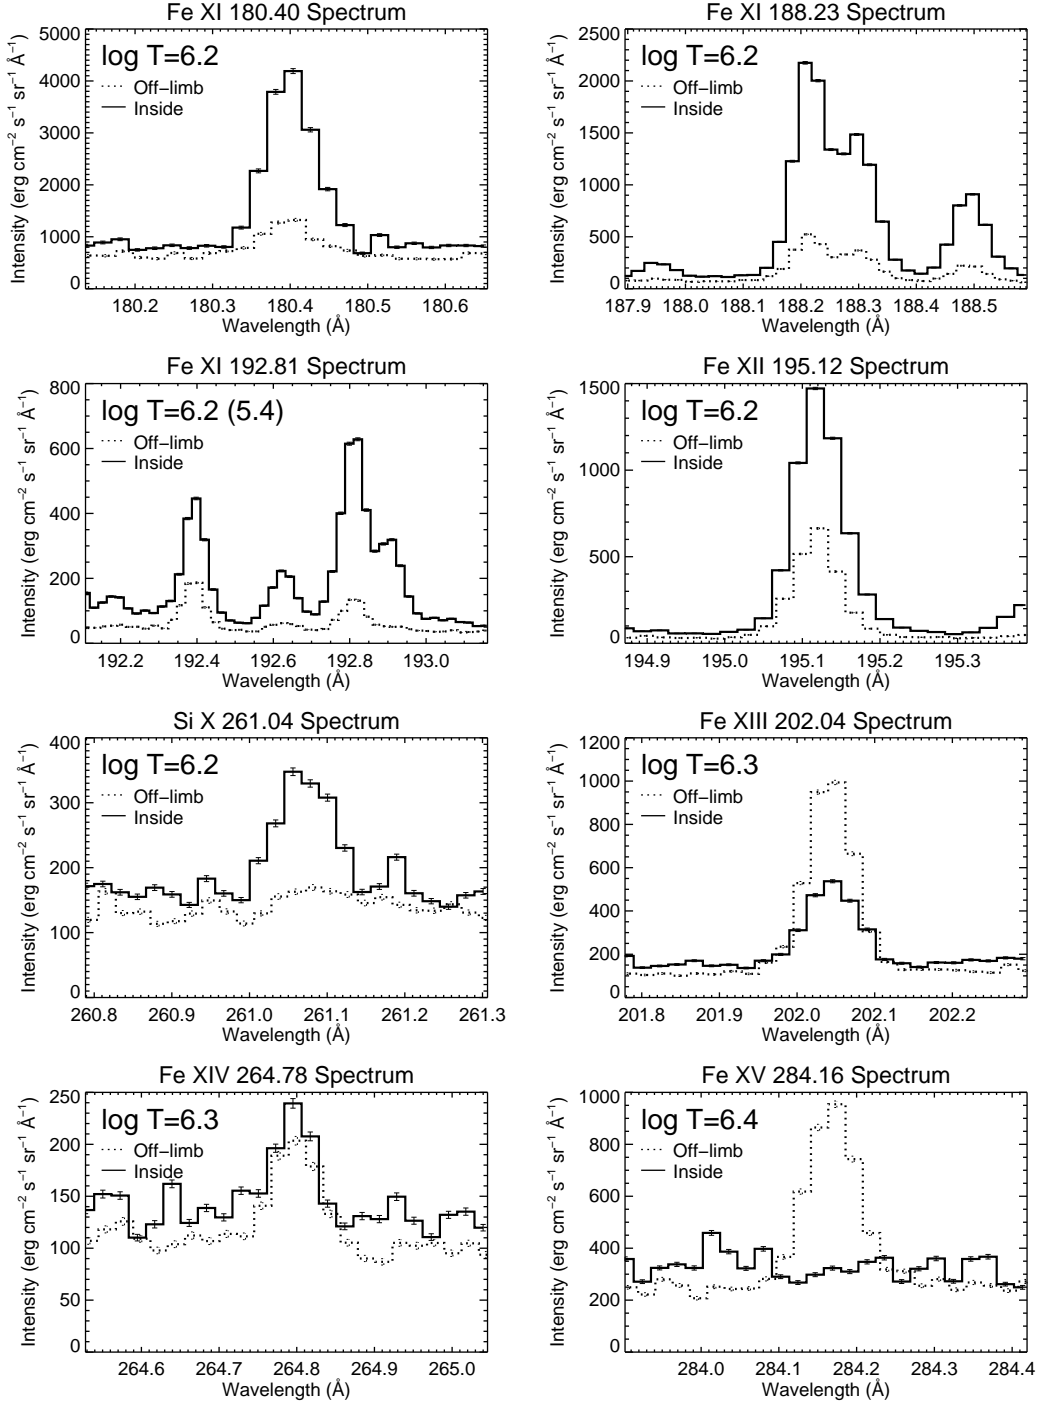 Fe XI 180.40 Spectrum
log T=6.2
Off−limb
Inside
Intensity (erg cm−2 s−1 sr−1 Å−1)
5000
4000
3000
2000
1000
0
180.2 180.3 180.4 180.5 180.6
Wavelength (Å)
Fe XI 188.23 Spectrum
log T=6.2
Off−limb
Inside
Intensity (erg cm−2 s−1 sr−1 Å−1)
2500
2000
1500
1000
500
0
187.9 188.0 188.1 188.2 188.3 188.4 188.5
Wavelength (Å)
Fe XI 192.81 Spectrum
log T=6.2 (5.4)
Off−limb
Inside
Intensity (erg cm−2 s−1 sr−1 Å−1)
800
600
400
200
0
192.2 192.4 192.6 192.8 193.0
Wavelength (Å)
Fe XII 195.12 Spectrum
log T=6.2
Off−limb
Inside
Intensity (erg cm−2 s−1 sr−1 Å−1)
1500
1000
500
0
194.9 195.0 195.1 195.2 195.3
Wavelength (Å)
Si X 261.04 Spectrum
log T=6.2
Off−limb
Inside
Intensity (erg cm−2 s−1 sr−1 Å−1)
400
300
200
100
0
260.8 260.9 261.0 261.1 261.2 261.3
Wavelength (Å)
Fe XIII 202.04 Spectrum
log T=6.3
Off−limb
Inside
Intensity (erg cm−2 s−1 sr−1 Å−1)
1200
1000
800
600
400
200
0
201.8 201.9 202.0 202.1 202.2
Wavelength (Å)
Fe XIV 264.78 Spectrum
log T=6.3
Off−limb
Inside
Intensity (erg cm−2 s−1 sr−1 Å−1)
250
200
150
100
50
0
264.6 264.7 264.8 264.9 265.0
Wavelength (Å)
Fe XV 284.16 Spectrum
log T=6.4
Off−limb
Inside
Intensity (erg cm−2 s−1 sr−1 Å−1)
1000
800
600
400
200
0
284.0 284.1 284.2 284.3 284.4
Wavelength (Å)